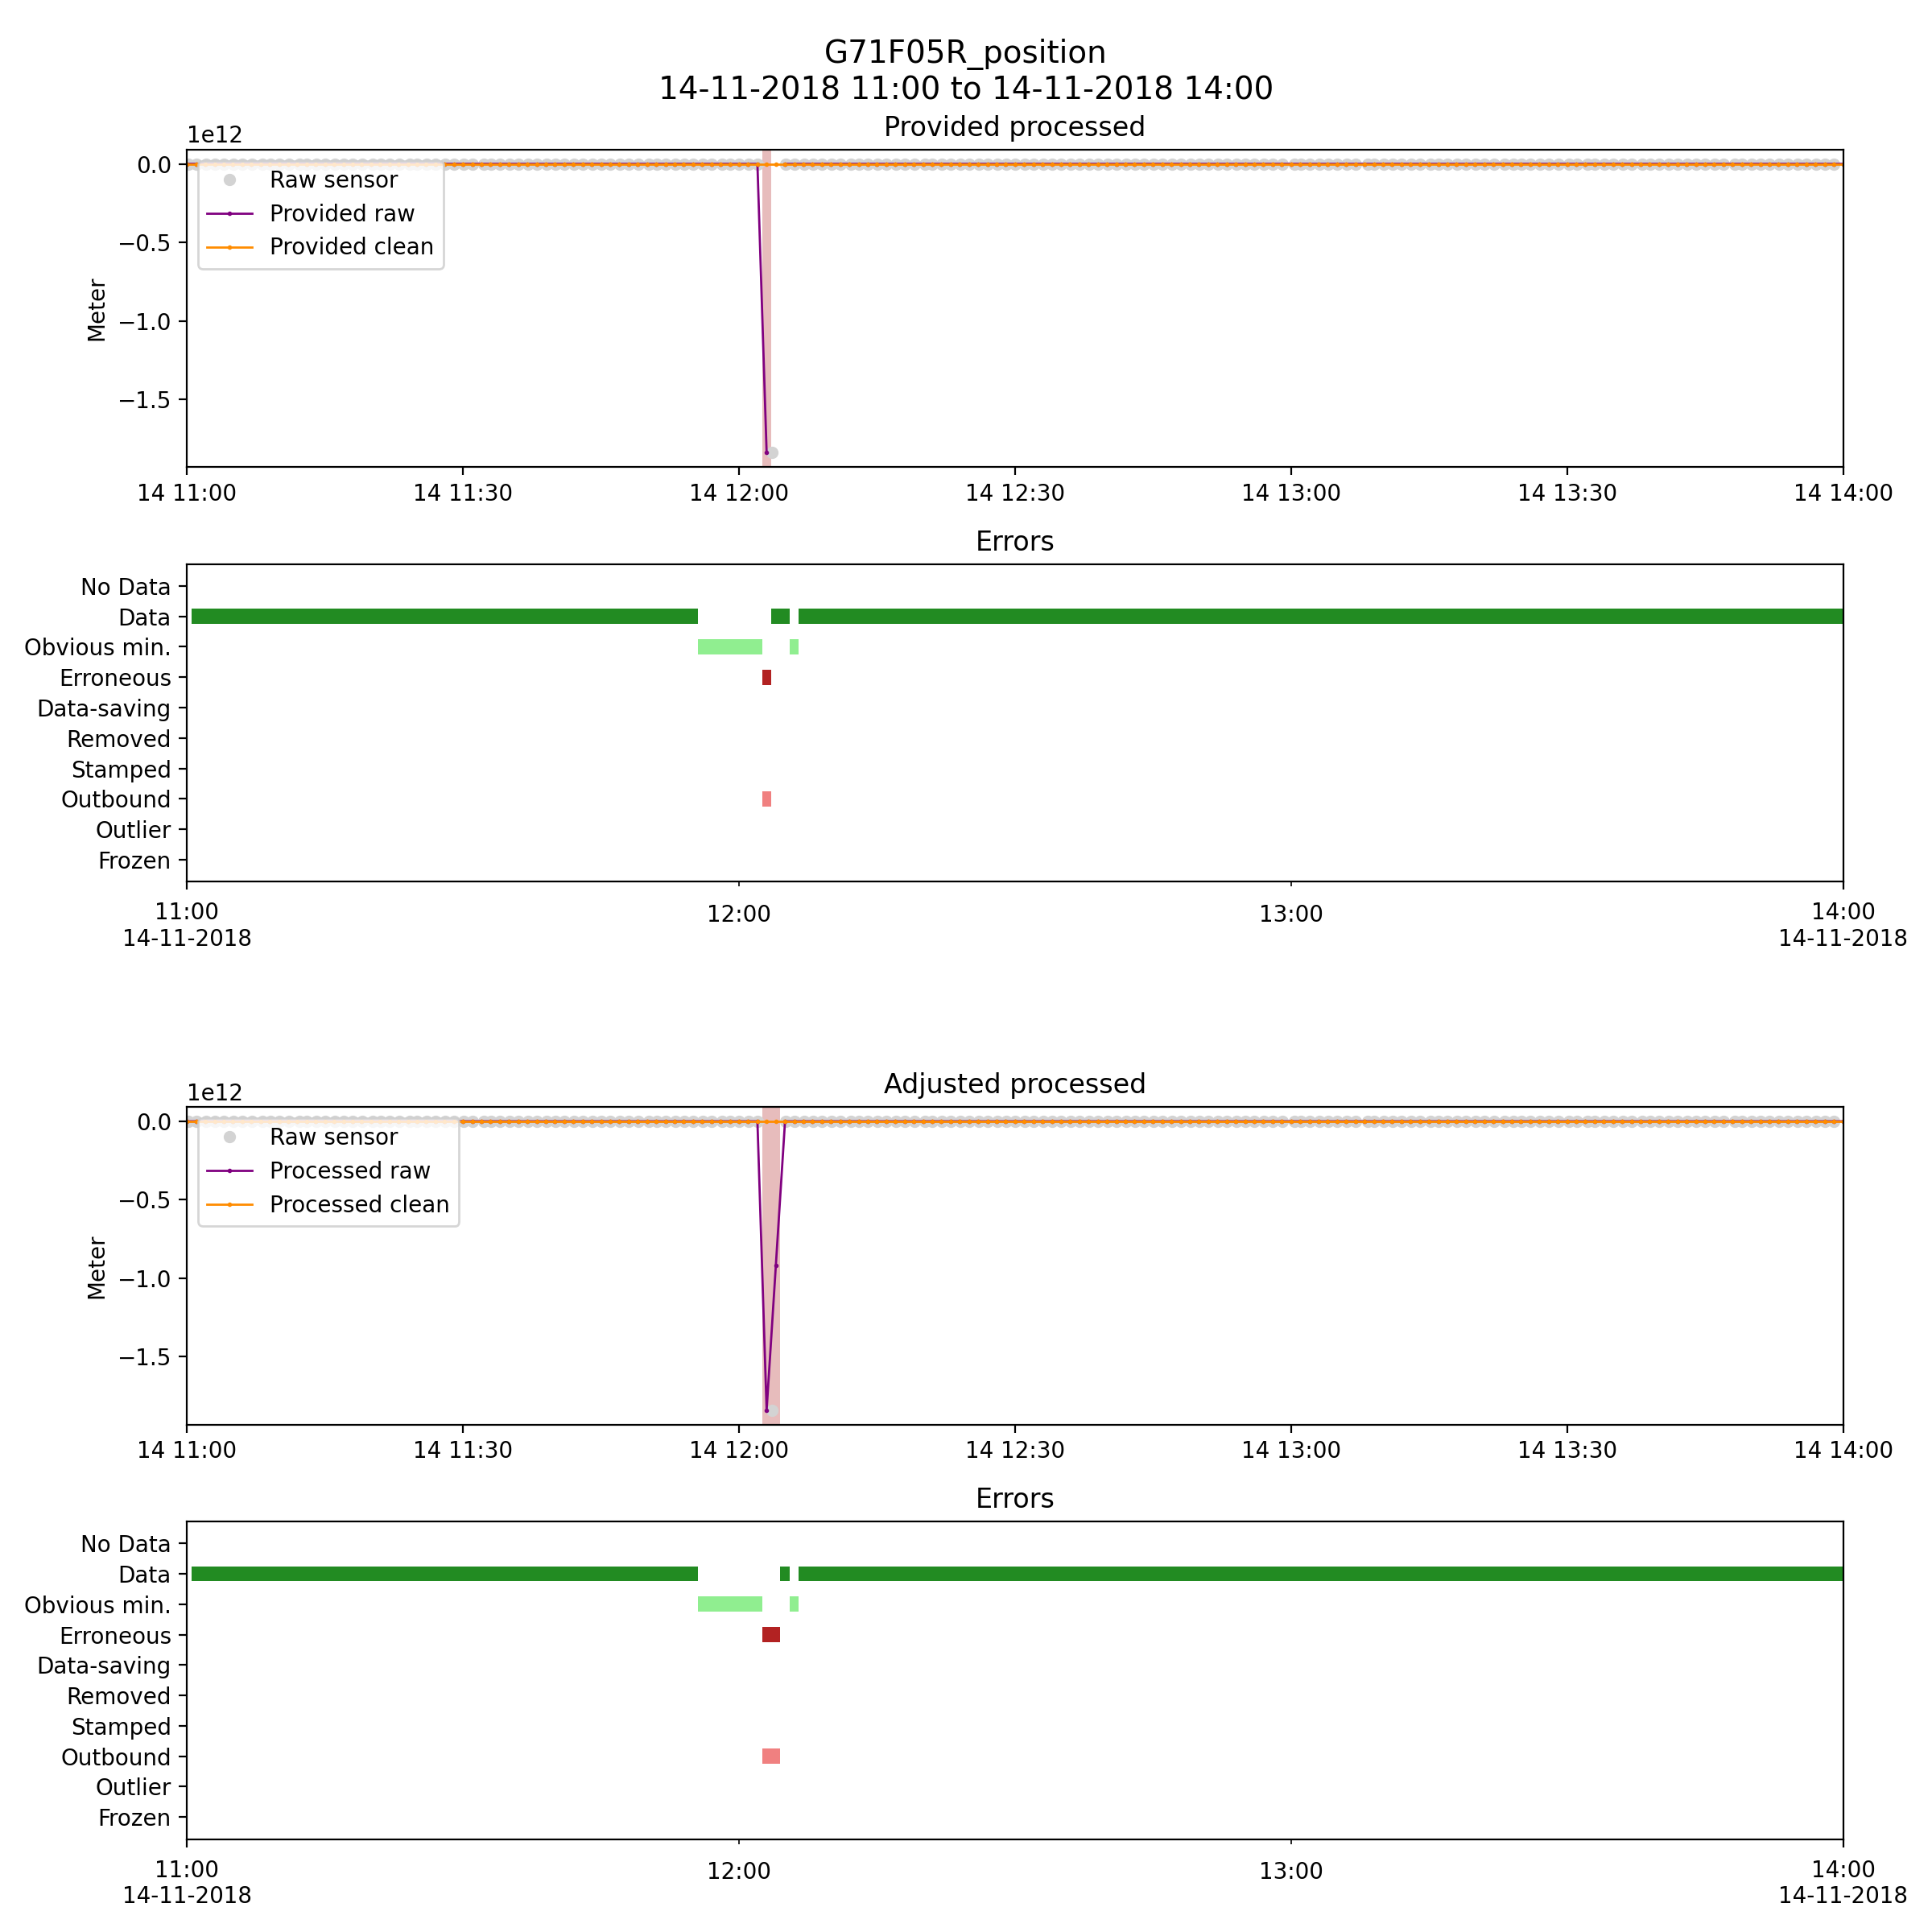 G71F05R_position
14-11-2018 11:00 to 14-11-2018 14:00
Provided processed
1e12
0.0
−0.5
−1.0
−1.5
Meter
Raw sensor
Provided raw
Provided clean
14 11:00 14 11:30 14 12:00 14 12:30 14 13:00 14 13:30 14 14:00
Errors
No Data
Data
Obvious min.
Erroneous
Data-saving
Removed
Stamped
Outbound
Outlier
Frozen
11:00 12:00 13:00 14:00
14-11-2018 14-11-2018
Adjusted processed
1e12
0.0
−0.5
−1.0
−1.5
Meter
Raw sensor
Processed raw
Processed clean
14 11:00 14 11:30 14 12:00 14 12:30 14 13:00 14 13:30 14 14:00
Errors
No Data
Data
Obvious min.
Erroneous
Data-saving
Removed
Stamped
Outbound
Outlier
Frozen
11:00 12:00 13:00 14:00
14-11-2018 14-11-2018